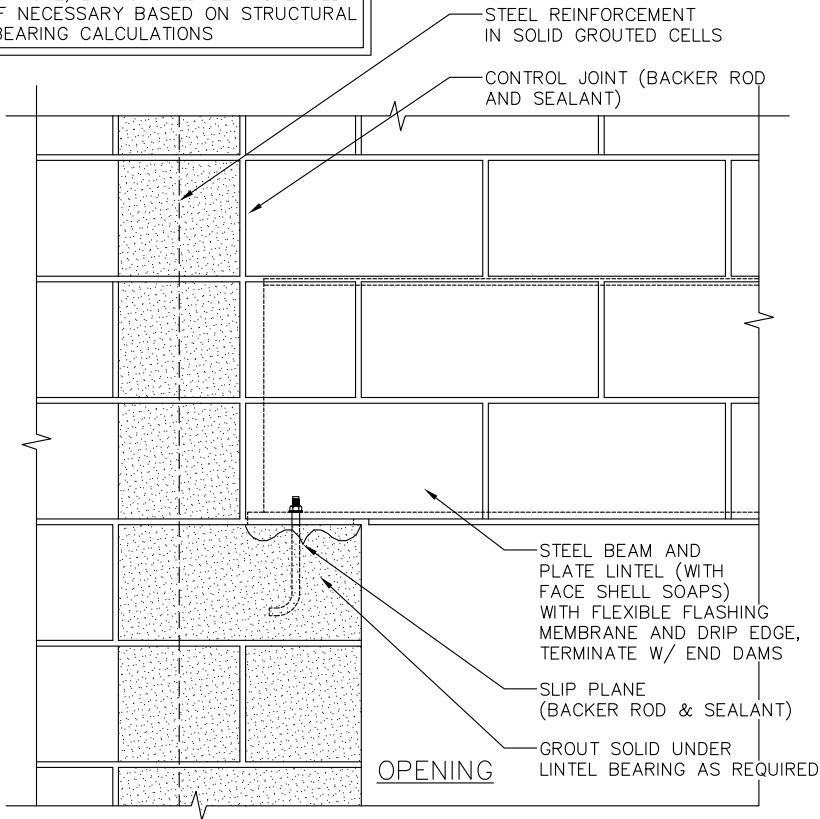 F NECESSARY BASED ON STRUCTURAL
BEARING CALCULATIONS
STEEL REINFORCEMENT
IN SOLID GROUTED CELLS
CONTROL JOINT (BACKER ROD
AND SEALANT)
STEEL BEAM AND
PLATE LINTEL (WITH
FACE SHELL SOAPS)
WITH FLEXIBLE FLASHING
MEMBRANE AND DRIP EDGE,
TERMINATE W/ END DAMS
SLIP PLANE
(BACKER ROD & SEALANT)
GROUT SOLID UNDER
LINTEL BEARING AS REQUIRED
OPENING